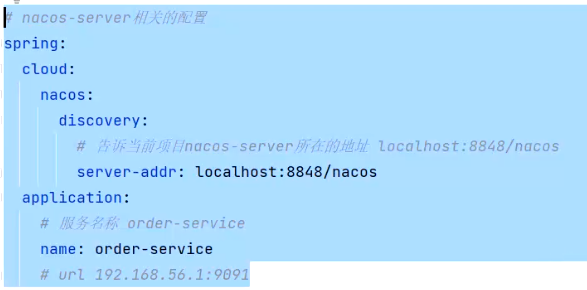 # nacos-server相关的配置
spring:
  cloud:
    nacos:
      discovery:
        # 告诉当前项目nacos-server所在的地址 localhost:8848/nacos
        server-addr: localhost:8848/nacos
  application:
    # 服务名称 order-service
    name: order-service
    # url 192.168.56.1:9091